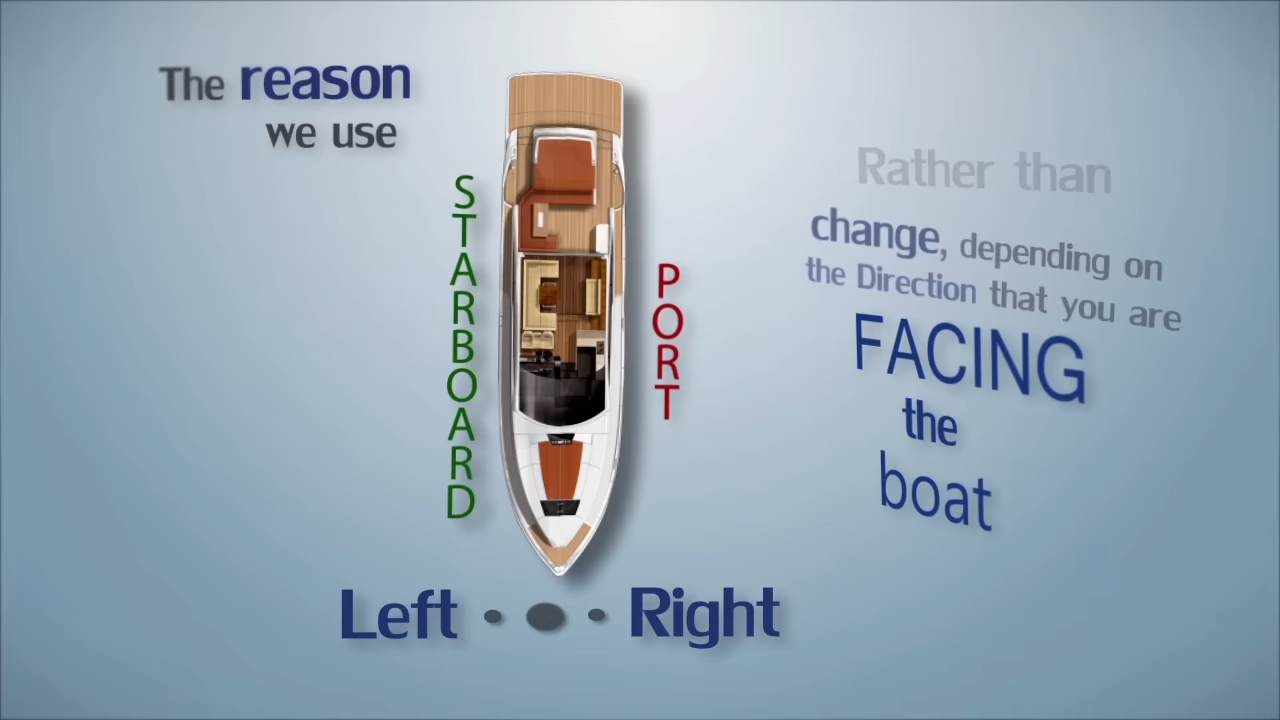 The reason
we use
STARBOARD
PORT
Rather than
change, depending on
the Direction that you are
FACING
the
boat
Left
Right